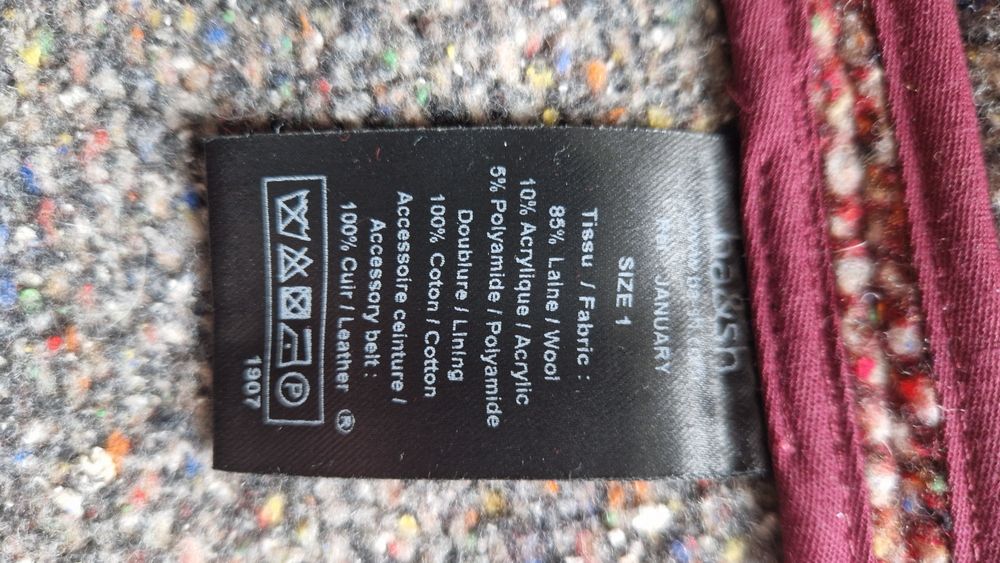 ba&sh
JANUARY
SIZE 1
Tissu / Fabric :
85% Laine / Wool
10% Acrylique / Acrylic
5% Polyamide / Polyamide
Doublure / Lining
100% Coton / Cotton
Accessoire ceinture /
Accessory belt :
100% Cuir / Leather ®
P
1907